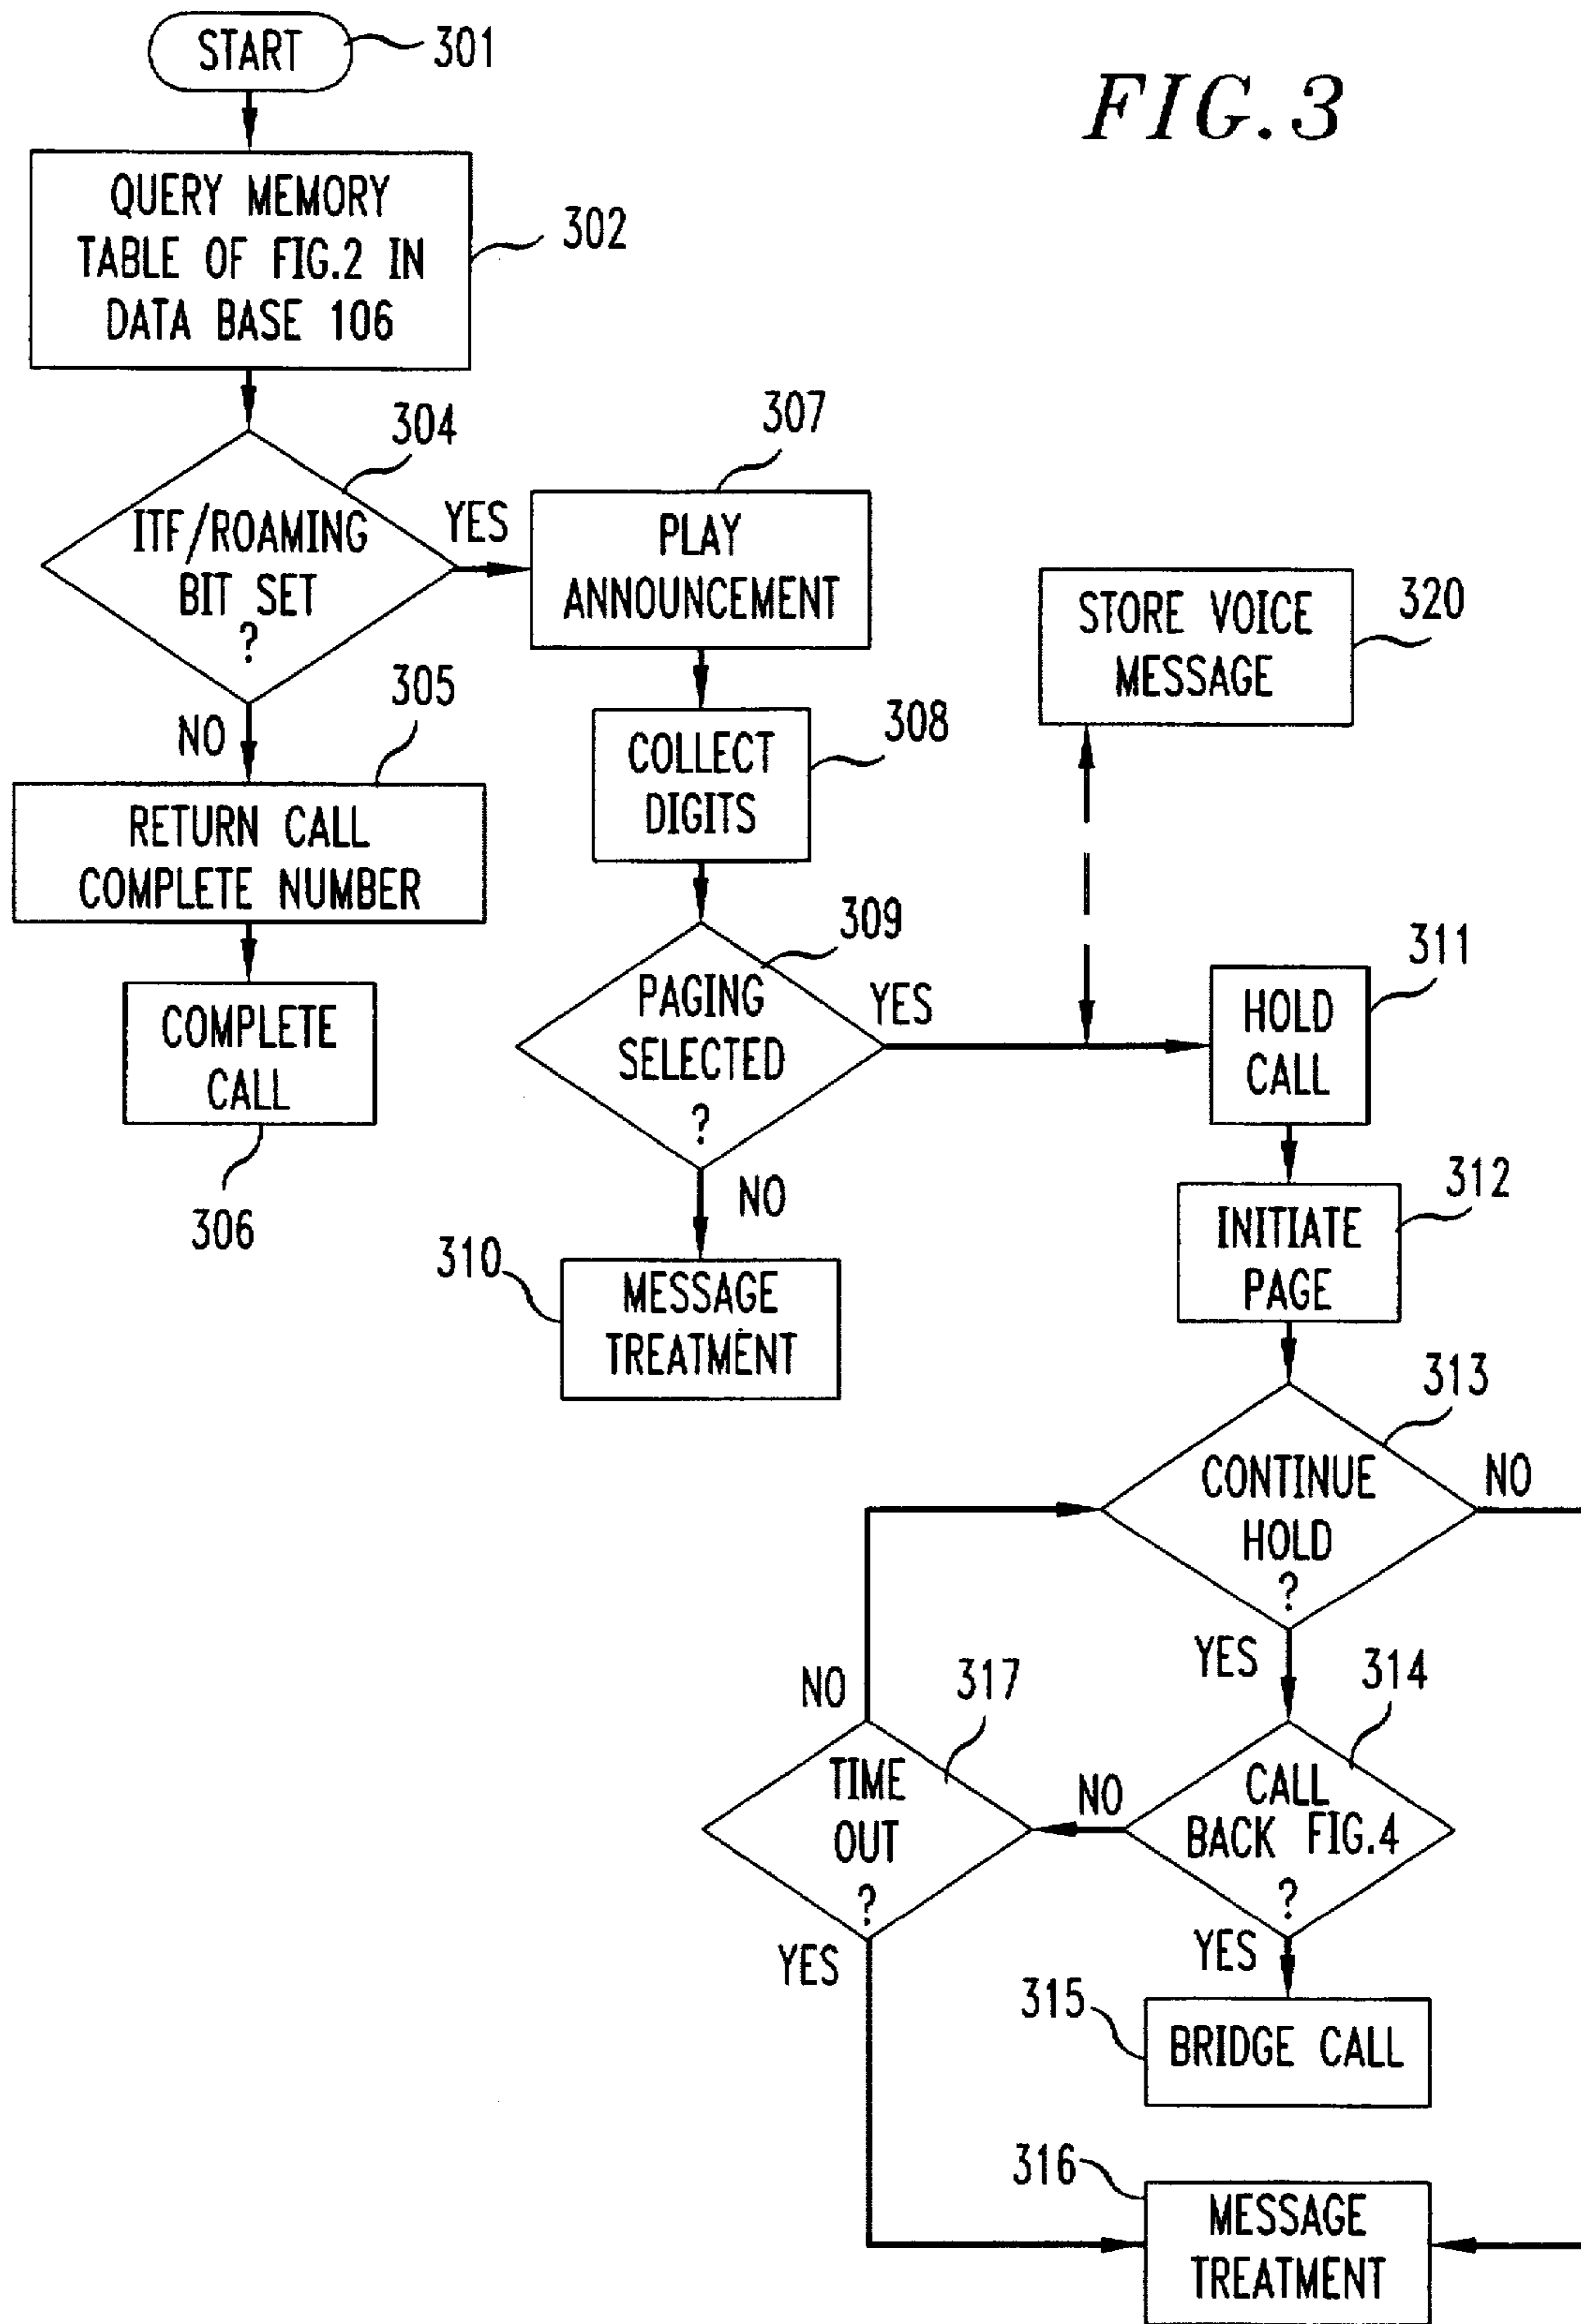 START
301
FIG. 3
QUERY MEMORY
TABLE OF FIG.2 IN
DATA BASE 106
302
304
ITF/ROAMING
BIT SET
?
YES
NO
307
PLAY
ANNOUNCEMENT
STORE VOICE
MESSAGE
320
305
RETURN CALL
COMPLETE NUMBER
308
COLLECT
DIGITS
COMPLETE
CALL
306
309
PAGING
SELECTED
?
YES
NO
311
HOLD
CALL
310
MESSAGE
TREATMENT
312
INITIATE
PAGE
313
CONTINUE
HOLD
?
NO
YES
314
CALL
BACK FIG.4
?
NO
YES
317
TIME
OUT
?
NO
YES
315
BRIDGE CALL
316
MESSAGE
TREATMENT